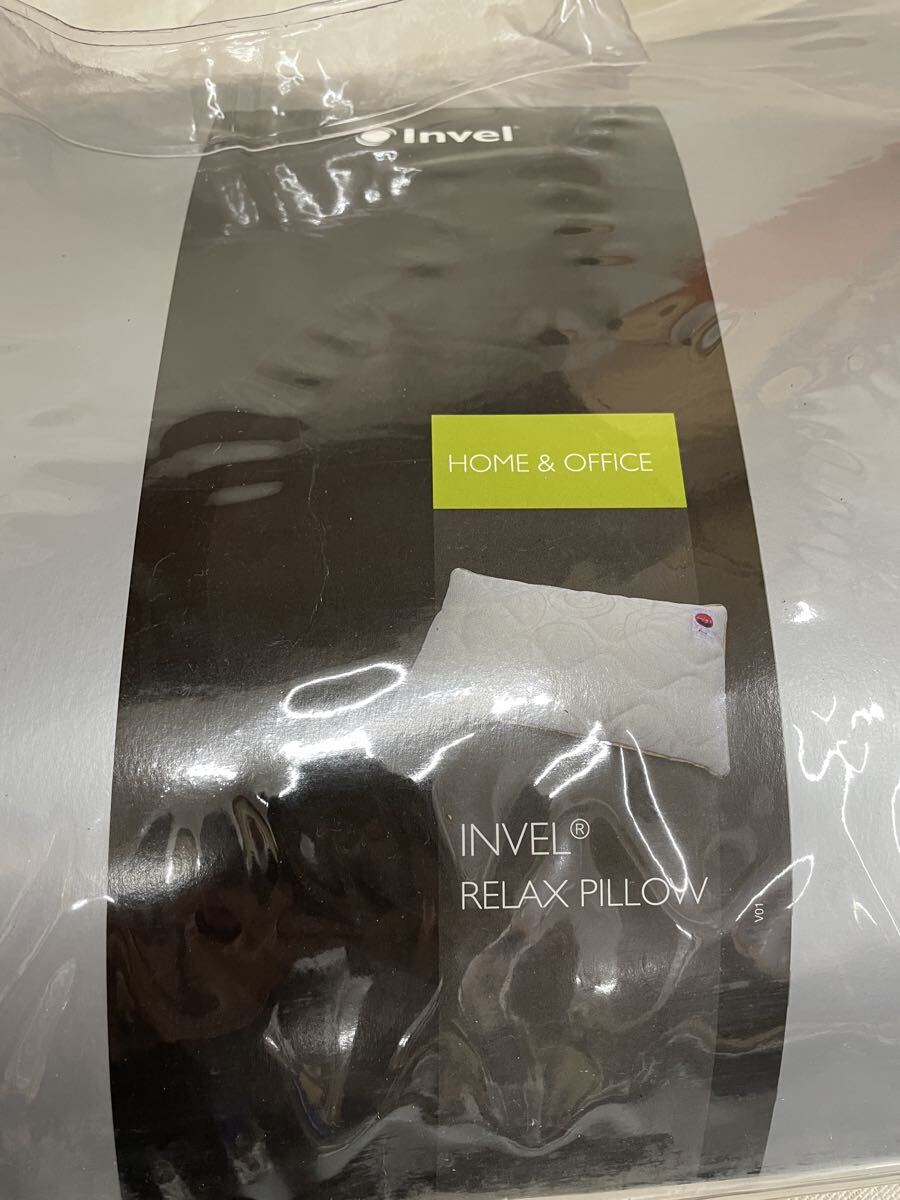 Invel
HOME & OFFICE
INVEL®
RELAX PILLOW
V01